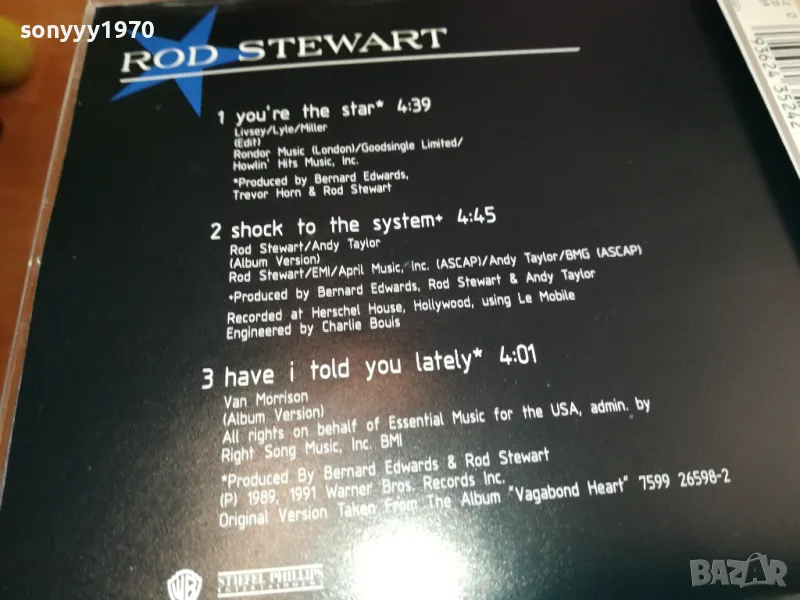 sonyyy1970
ROD STEWART
1 you're the star* 4:39
Livsey/Lyle/Miller
(Edit)
Rondor Music (London)/Goodsingle Limited/
Howlin' Hits Music, Inc.
*Produced by Bernard Edwards,
Trevor Horn & Rod Stewart
2 shock to the system+ 4:45
Rod Stewart/Andy Taylor
(Album Version)
Rod Stewart/EMI/April Music, Inc. (ASCAP)/Andy Taylor/BMG (ASCAP)
+Produced by Bernard Edwards, Rod Stewart & Andy Taylor
Recorded at Herschel House, Hollywood, using Le Mobile
Engineered by Charlie Bouis
3 have i told you lately* 4:01
Van Morrison
(Album Version)
All rights on behalf of Essential Music for the USA, admin. by
Right Song Music, Inc. BMI
*Produced By Bernard Edwards & Rod Stewart
(P) 1989, 1991 Warner Bros. Records Inc.
Original Version Taken From The Album "Vagabond Heart" 7599 26598-2
STIEFEL PHILLIPS
ENTERTAINMENT
93624 35242
BAZAR